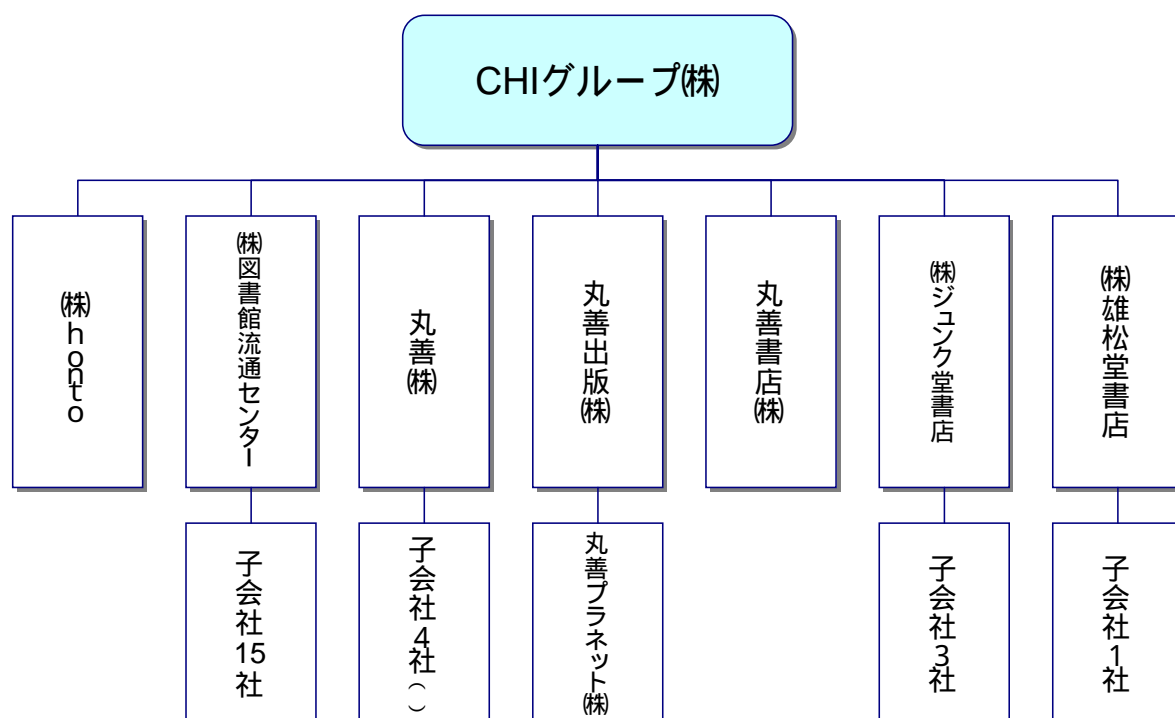 CHIグループ㈱
㈱honto
㈱図書館流通センター
丸善㈱
丸善出版㈱
丸善書店㈱
㈱ジュンク堂書店
㈱雄松堂書店
子会社15社
子会社4社( )
丸善プラネット㈱
子会社3社
子会社1社